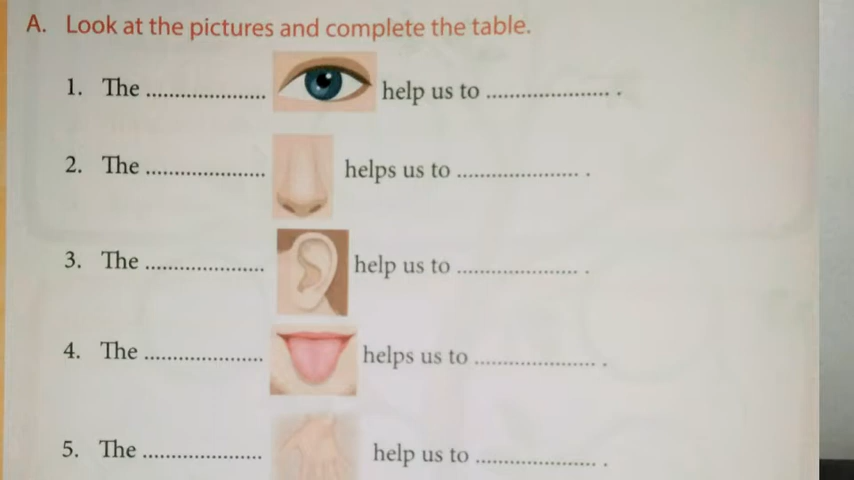 A. Look at the pictures and complete the table.
1. The .................... help us to .................... .
2. The .................... helps us to .................... .
3. The .................... help us to .................... .
4. The .................... helps us to .................... .
5. The .................... help us to .................... .